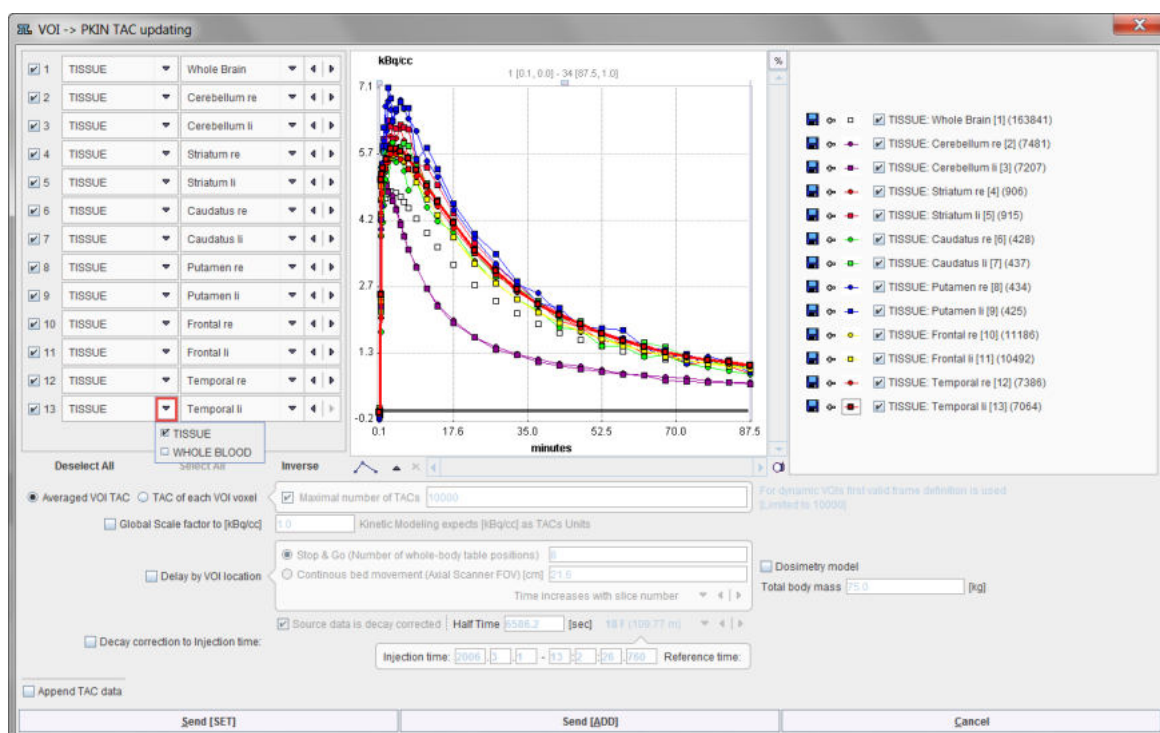 VOI -> PKIN TAC updating
1 TISSUE Whole Brain
2 TISSUE Cerebellum re
3 TISSUE Cerebellum li
4 TISSUE Striatum re
5 TISSUE Striatum li
6 TISSUE Caudatus re
7 TISSUE Caudatus li
8 TISSUE Putamen re
9 TISSUE Putamen li
10 TISSUE Frontal re
11 TISSUE Frontal li
12 TISSUE Temporal re
13 TISSUE Temporal li
TISSUE
WHOLE BLOOD
Deselect All Select All Inverse
kBq/cc
1 [0.1, 0.0] - 34 [87.5, 1.0]
%
7.1
5.7
4.2
2.7
1.3
-0.2
0.1 17.6 35.0 52.5 70.0 87.5
minutes
TISSUE: Whole Brain [1] (163841)
TISSUE: Cerebellum re [2] (7481)
TISSUE: Cerebellum li [3] (7207)
TISSUE: Striatum re [4] (906)
TISSUE: Striatum li [5] (915)
TISSUE: Caudatus re [6] (428)
TISSUE: Caudatus li [7] (437)
TISSUE: Putamen re [8] (434)
TISSUE: Putamen li [9] (425)
TISSUE: Frontal re [10] (11186)
TISSUE: Frontal li [11] (10492)
TISSUE: Temporal re [12] (7386)
TISSUE: Temporal li [13] (7064)
Averaged VOI TAC TAC of each VOI voxel Maximal number of TACs 10000
For dynamic VOIs first valid frame definition is used
[Limited to 10000]
Global Scale factor to [kBq/cc] 1.0 Kinetic Modeling expects [kBq/cc] as TACs Units
Stop & Go (Number of whole-body table positions)
Delay by VOI location Continous bed movement (Axial Scanner FOV) [cm] 21.6
Time increases with slice number
Dosimetry model
Total body mass 75.0 [kg]
Source data is decay corrected Half Time 6586.2 [sec] 18 F (109.77 m)
Decay correction to Injection time:
Injection time: 2006 . 3 . 1 - 13 : 2 : 26 . 760 Reference time:
Append TAC data
Send [SET] Send [ADD] Cancel